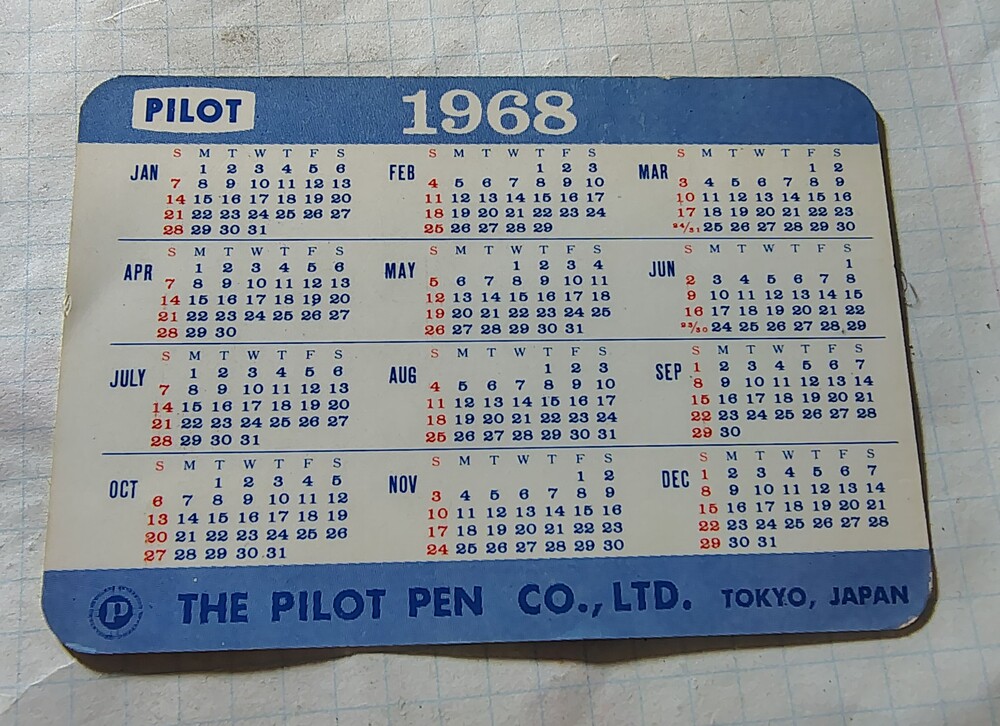 PILOT 1968
JAN
S M T W T F S
1 2 3 4 5 6
7 8 9 10 11 12 13
14 15 16 17 18 19 20
21 22 23 24 25 26 27
28 29 30 31
FEB
S M T W T F S
1 2 3
4 5 6 7 8 9 10
11 12 13 14 15 16 17
18 19 20 21 22 23 24
25 26 27 28 29
MAR
S M T W T F S
1 2
3 4 5 6 7 8 9
10 11 12 13 14 15 16
17 18 19 20 21 22 23
24/31 25 26 27 28 29 30
APR
S M T W T F S
1 2 3 4 5 6
7 8 9 10 11 12 13
14 15 16 17 18 19 20
21 22 23 24 25 26 27
28 29 30
MAY
S M T W T F S
1 2 3 4
5 6 7 8 9 10 11
12 13 14 15 16 17 18
19 20 21 22 23 24 25
26 27 28 29 30 31
JUN
S M T W T F S
1
2 3 4 5 6 7 8
9 10 11 12 13 14 15
16 17 18 19 20 21 22
23/30 24 25 26 27 28 29
JULY
S M T W T F S
1 2 3 4 5 6
7 8 9 10 11 12 13
14 15 16 17 18 19 20
21 22 23 24 25 26 27
28 29 30 31
AUG
S M T W T F S
1 2 3
4 5 6 7 8 9 10
11 12 13 14 15 16 17
18 19 20 21 22 23 24
25 26 27 28 29 30 31
SEP
S M T W T F S
1 2 3 4 5 6 7
8 9 10 11 12 13 14
15 16 17 18 19 20 21
22 23 24 25 26 27 28
29 30
OCT
S M T W T F S
1 2 3 4 5
6 7 8 9 10 11 12
13 14 15 16 17 18 19
20 21 22 23 24 25 26
27 28 29 30 31
NOV
S M T W T F S
1 2
3 4 5 6 7 8 9
10 11 12 13 14 15 16
17 18 19 20 21 22 23
24 25 26 27 28 29 30
DEC
S M T W T F S
1 2 3 4 5 6 7
8 9 10 11 12 13 14
15 16 17 18 19 20 21
22 23 24 25 26 27 28
29 30 31
P THE PILOT PEN CO., LTD. TOKYO, JAPAN